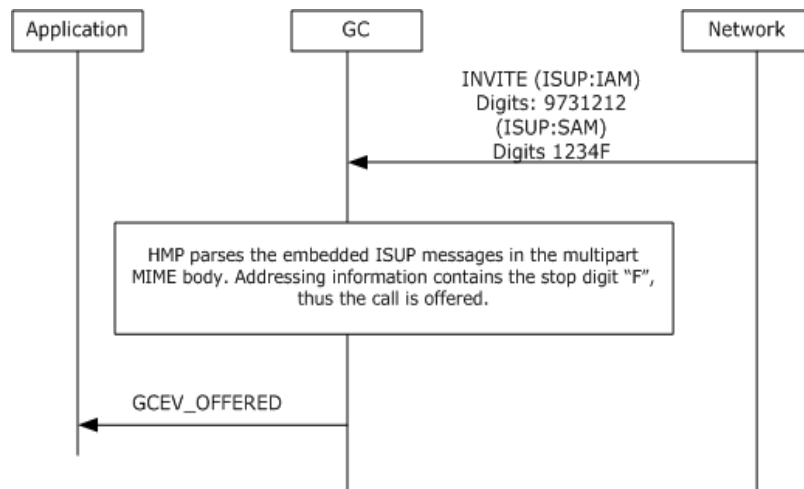 Application
GC
Network
INVITE (ISUP:IAM)
Digits: 9731212
(ISUP:SAM)
Digits 1234F
HMP parses the embedded ISUP messages in the multipart
MIME body. Addressing information contains the stop digit "F",
thus the call is offered.
GCEV_OFFERED